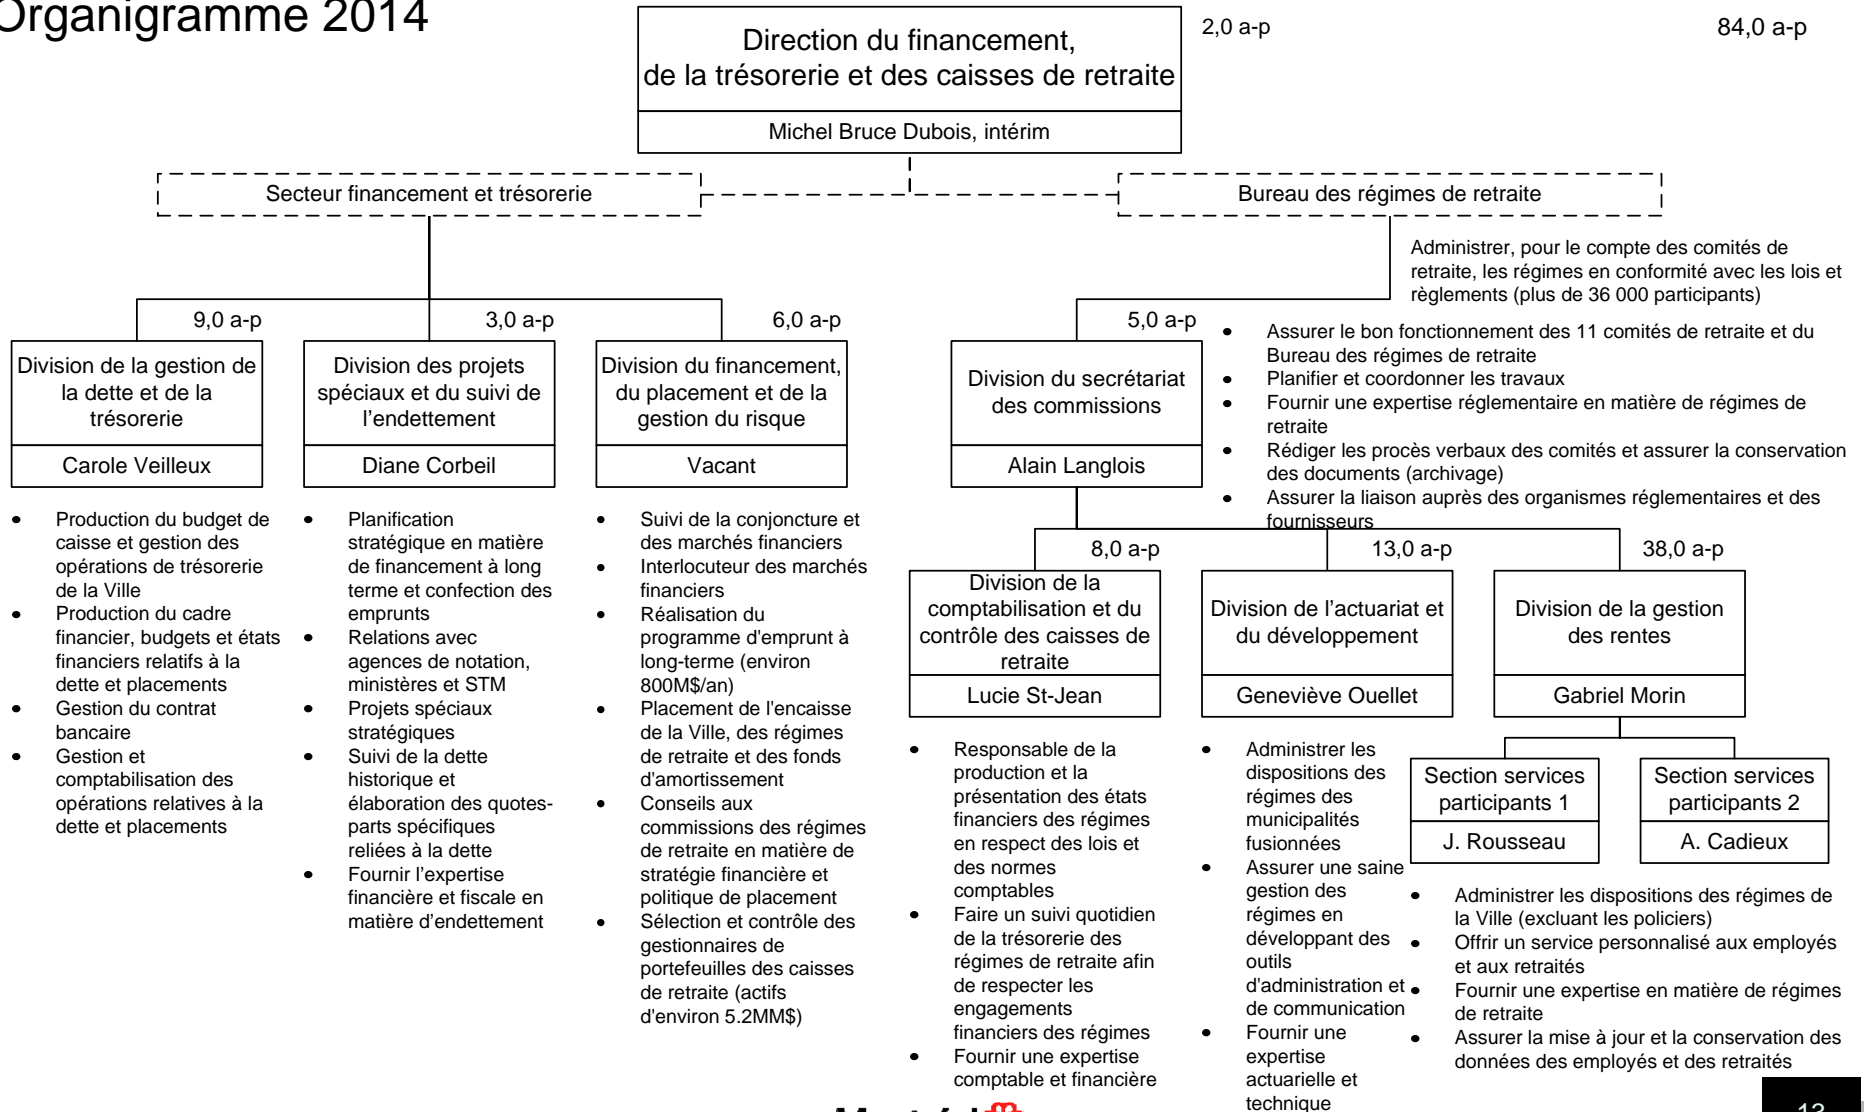 Organigramme 2014
Direction du financement,
de la trésorerie et des caisses de retraite
Michel Bruce Dubois, intérim
2,0 a-p
84,0 a-p
Secteur financement et trésorerie
Bureau des régimes de retraite
Administrer, pour le compte des comités de
retraite, les régimes en conformité avec les lois et
règlements (plus de 36 000 participants)
9,0 a-p
Division de la gestion de
la dette et de la
trésorerie
Carole Veilleux
• Production du budget de
caisse et gestion des
opérations de trésorerie
de la Ville
• Production du cadre
financier, budgets et états
financiers relatifs à la
dette et placements
• Gestion du contrat
bancaire
• Gestion et
comptabilisation des
opérations relatives à la
dette et placements
3,0 a-p
Division des projets
spéciaux et du suivi de
l’endettement
Diane Corbeil
• Planification
stratégique en matière
de financement à long
terme et confection des
emprunts
• Relations avec
agences de notation,
ministères et STM
• Projets spéciaux
stratégiques
• Suivi de la dette
historique et
élaboration des quotes-
parts spécifiques
reliées à la dette
• Fournir l’expertise
financière et fiscale en
matière d’endettement
6,0 a-p
Division du financement,
du placement et de la
gestion du risque
Vacant
• Suivi de la conjoncture et
des marchés financiers
• Interlocuteur des marchés
financiers
• Réalisation du
programme d'emprunt à
long-terme (environ
800M$/an)
• Placement de l'encaisse
de la Ville, des régimes
de retraite et des fonds
d'amortissement
• Conseils aux
commissions des régimes
de retraite en matière de
stratégie financière et
politique de placement
• Sélection et contrôle des
gestionnaires de
portefeuilles des caisses
de retraite (actifs
d'environ 5.2MM$)
5,0 a-p
Division du secrétariat
des commissions
Alain Langlois
• Assurer le bon fonctionnement des 11 comités de retraite et du
Bureau des régimes de retraite
• Planifier et coordonner les travaux
• Fournir une expertise réglementaire en matière de régimes de
retraite
• Rédiger les procès verbaux des comités et assurer la conservation
des documents (archivage)
• Assurer la liaison auprès des organismes réglementaires et des
fournisseurs
8,0 a-p
Division de la
comptabilisation et du
contrôle des caisses de
retraite
Lucie St-Jean
• Responsable de la
production et la
présentation des états
financiers des régimes
en respect des lois et
des normes
comptables
• Faire un suivi quotidien
de la trésorerie des
régimes de retraite afin
de respecter les
engagements
financiers des régimes
• Fournir une expertise
comptable et financière
13,0 a-p
Division de l’actuariat et
du développement
Geneviève Ouellet
• Administrer les
dispositions des
régimes des
municipalités
fusionnées
• Assurer une saine
gestion des
régimes en
développant des
outils
d'administration et
de communication
• Fournir une
expertise
actuarielle et
technique
38,0 a-p
Division de la gestion
des rentes
Gabriel Morin
Section services
participants 1
J. Rousseau
Section services
participants 2
A. Cadieux
• Administrer les dispositions des régimes de
la Ville (excluant les policiers)
• Offrir un service personnalisé aux employés
et aux retraités
• Fournir une expertise en matière de régimes
de retraite
• Assurer la mise à jour et la conservation des
données des employés et des retraités
Montréal